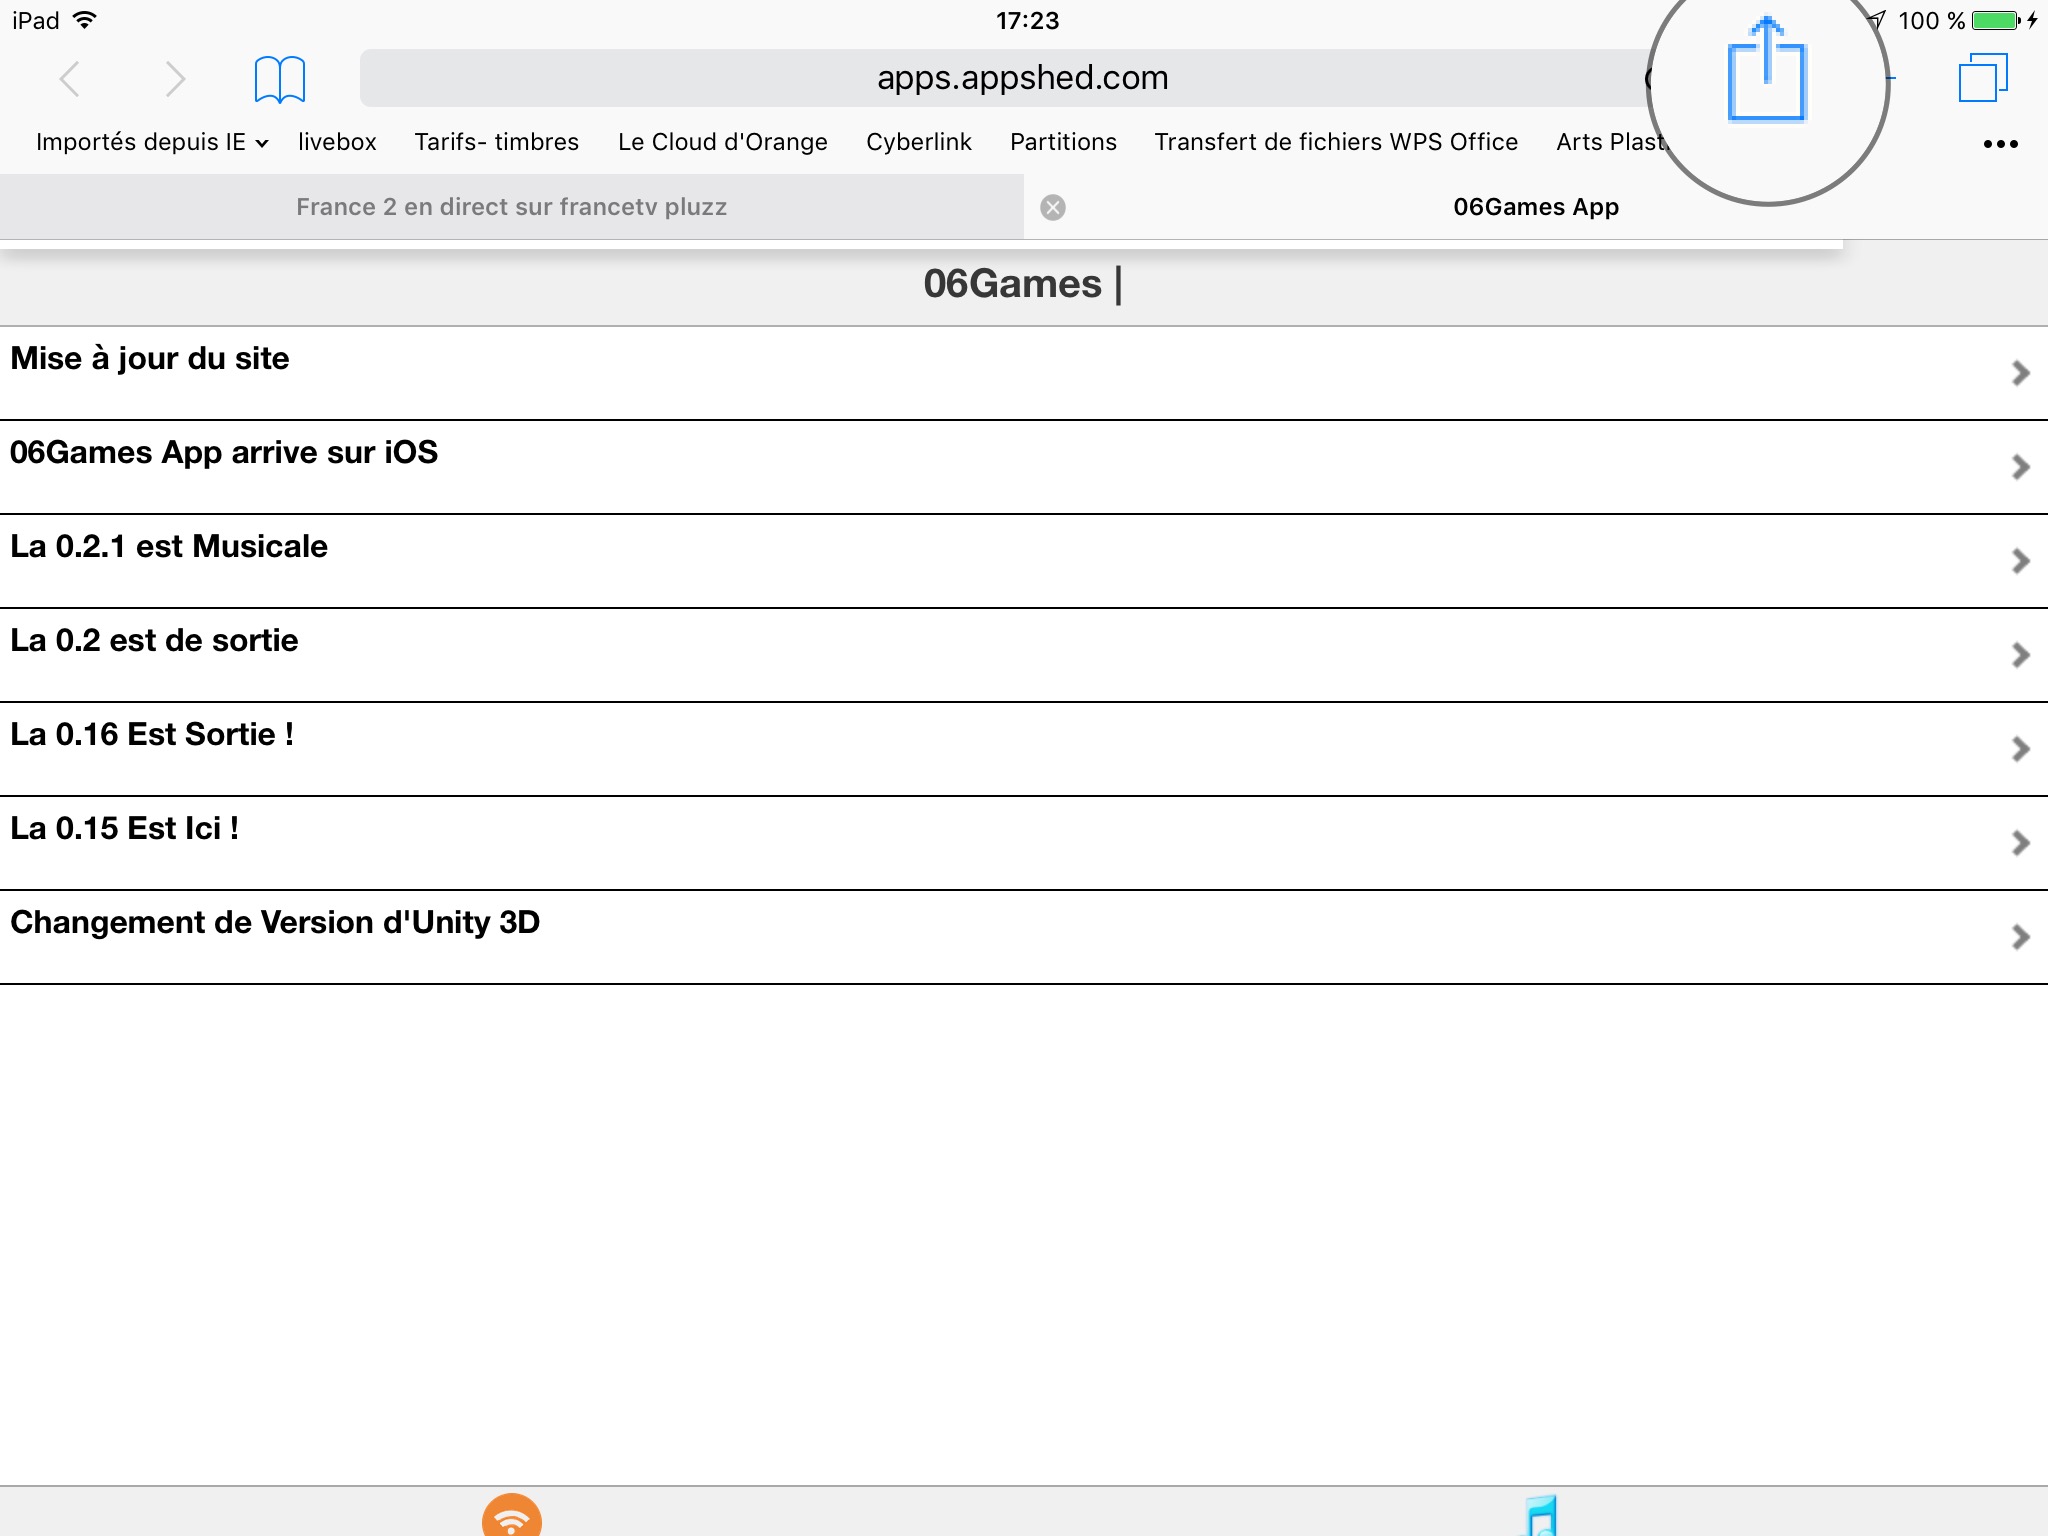 iPad 17:23 100 %
apps.appshed.com
Importés depuis IE livebox Tarifs- timbres Le Cloud d'Orange Cyberlink Partitions Transfert de fichiers WPS Office Arts •••
France 2 en direct sur francetv pluzz 06Games App
06Games |
Mise à jour du site
06Games App arrive sur iOS
La 0.2.1 est Musicale
La 0.2 est de sortie
La 0.16 Est Sortie !
La 0.15 Est Ici !
Changement de Version d'Unity 3D